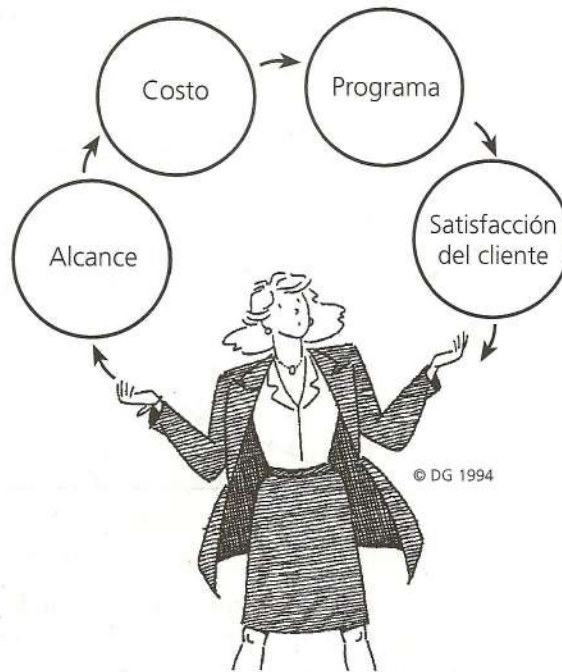 Costo
Programa
Alcance
Satisfacción
del cliente
© DG 1994